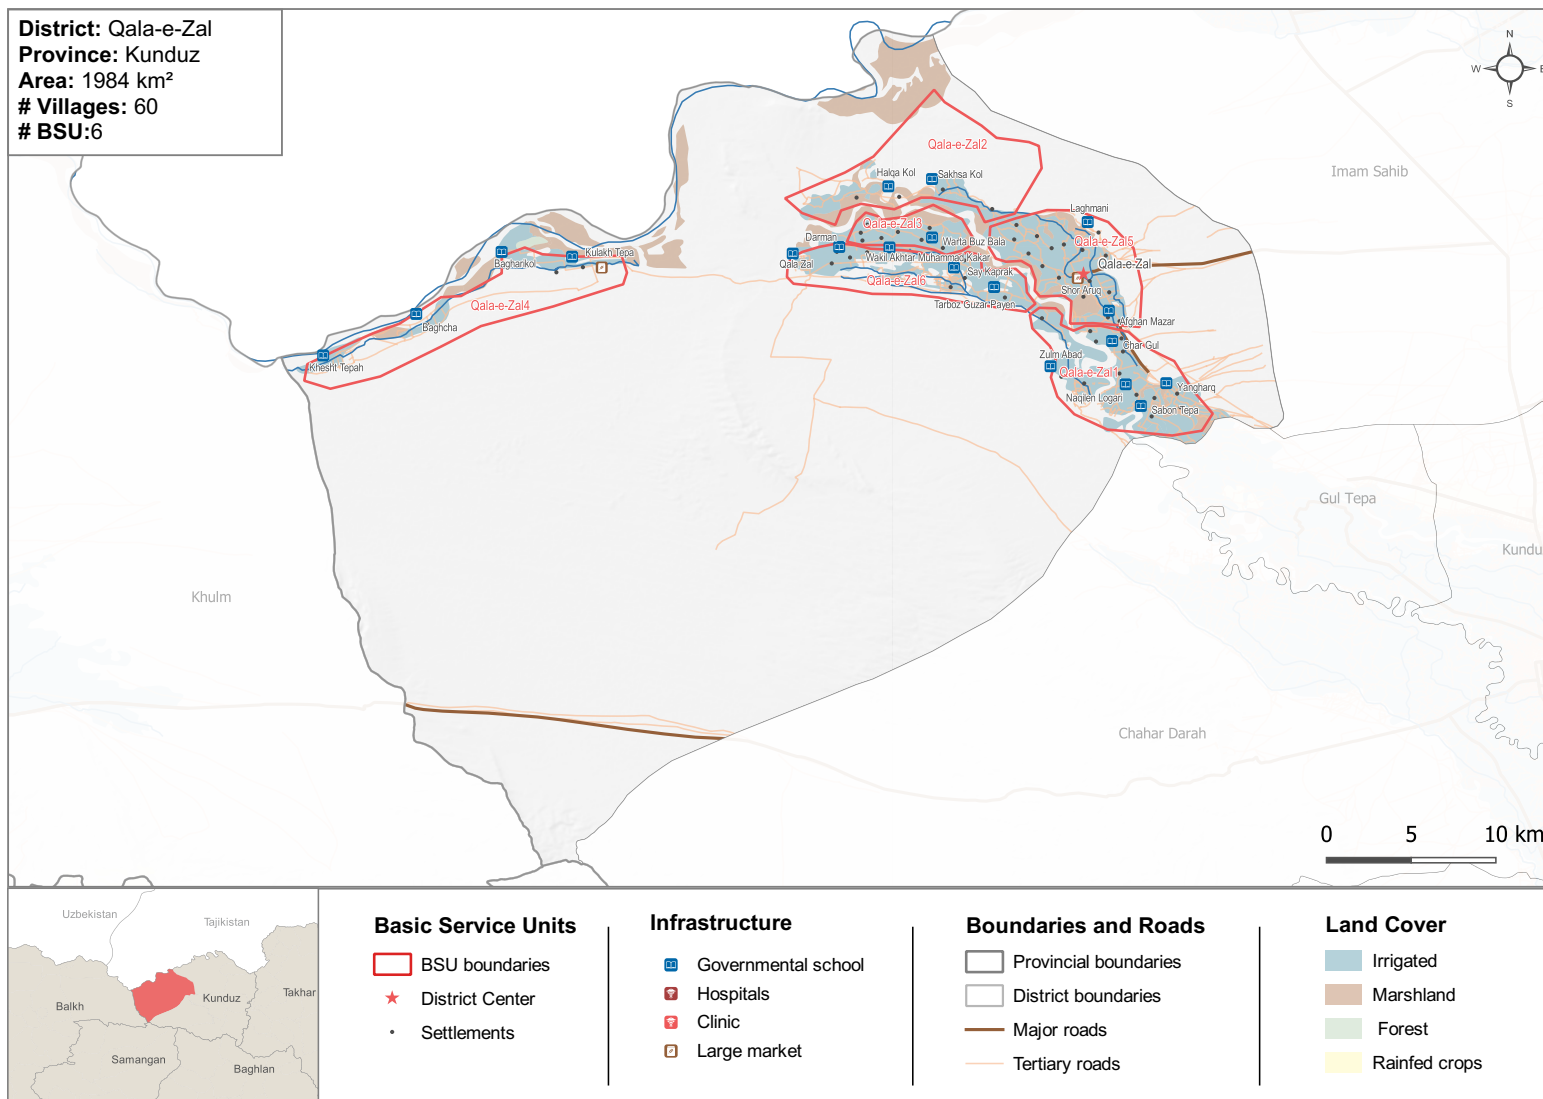 District: Qala-e-Zal
Province: Kunduz
Area: 1984 km²
# Villages: 60
# BSU:6
N
W
E
S
Imam Sahib
Qala-e-Zal2
Halqa Kol
Sakhsa Kol
Laghmani
Qala-e-Zal3
Darman
Warta Buz Bala
Qala-e-Zal5
Qala Zal
Wakil Akhtar Muhammad Kakar
Qala-e-Zal
Say Kaprak
Qala-e-Zal6
Shor Aruq
Tarboz Guzar Payen
Afghan Mazar
Char Gul
Zulm Abad
Qala-e-Zal1
Yangharq
Naqileri Logari
Sabon Tepa
Kulakh Tepa
Bagharikol
Qala-e-Zal4
Baghcha
Khesht Tepah
Gul Tepa
Kundu
Khulm
Chahar Darah
0 5 10 km
Uzbekistan
Tajikistan
Balkh
Kunduz
Takhar
Samangan
Baghlan
Basic Service Units
BSU boundaries
District Center
Settlements
Infrastructure
Governmental school
Hospitals
Clinic
Large market
Boundaries and Roads
Provincial boundaries
District boundaries
Major roads
Tertiary roads
Land Cover
Irrigated
Marshland
Forest
Rainfed crops